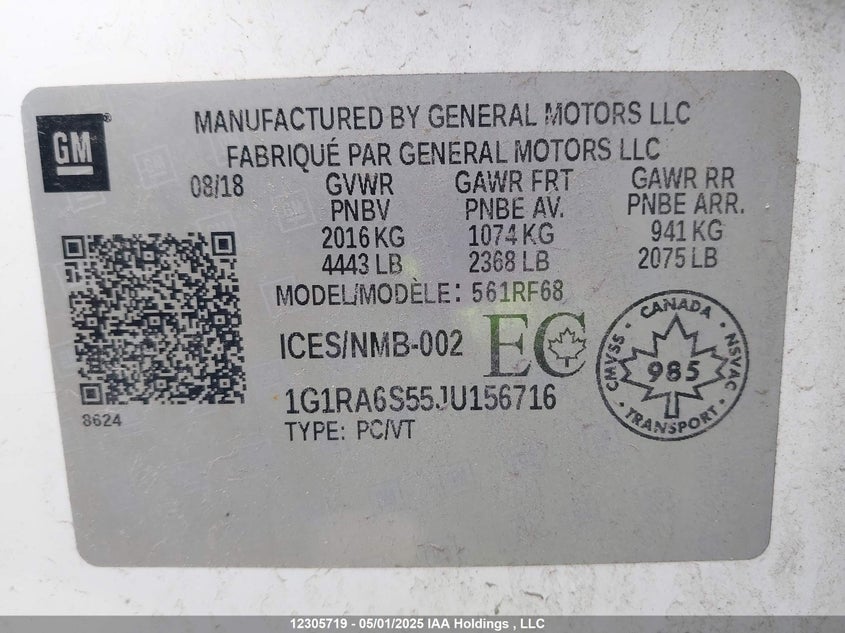 GM
MANUFACTURED BY GENERAL MOTORS LLC
FABRIQUÉ PAR GENERAL MOTORS LLC
08/18 GVWR GAWR FRT GAWR RR
PNBV PNBE AV. PNBE ARR.
2016 KG 1074 KG 941 KG
4443 LB 2368 LB 2075 LB
MODEL/MODÈLE: 561RF68
ICES/NMB-002 EC
1G1RA6S55JU156716
TYPE: PC/VT
8624
CANADA
CMVSS 985 NSVAC
TRANSPORT
12305719 - 05/01/2025 IAA Holdings , LLC